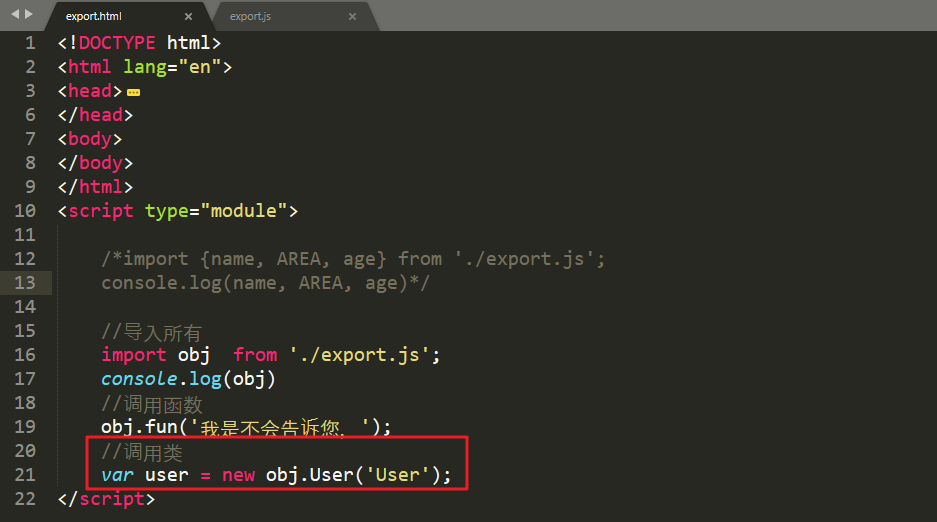 export.html × export.js ×
1 <!DOCTYPE html>
2 <html lang="en">
3 <head>
6 </head>
7 <body>
8 </body>
9 </html>
10 <script type="module">
11
12 /*import {name, AREA, age} from './export.js';
13 console.log(name, AREA, age)*/
14
15 //导入所有
16 import obj  from './export.js';
17 console.log(obj)
18 //调用函数
19 obj.fun('我是不会告诉您，');
20 //调用类
21 var user = new obj.User('User');
22 </script>